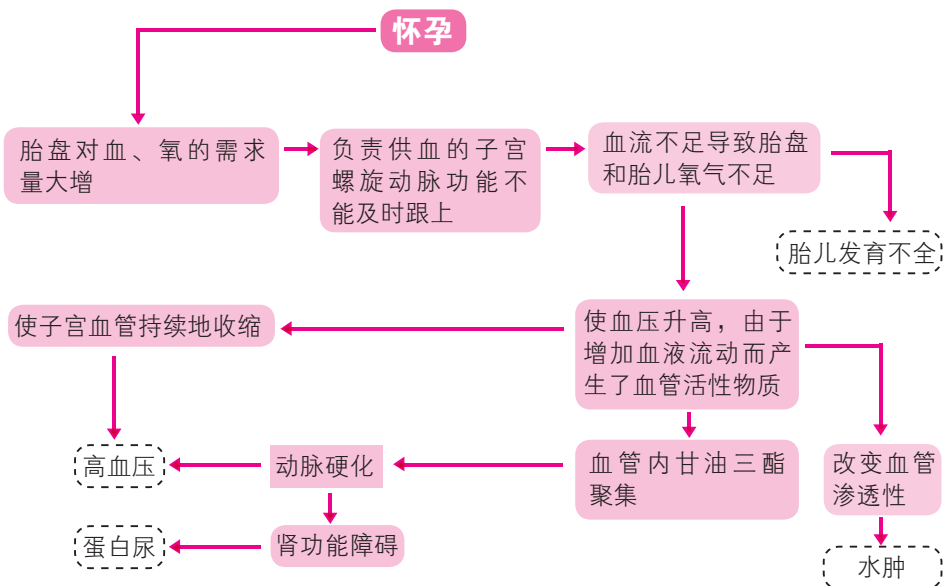 怀孕
胎盘对血、氧的需求
量大增
负责供血的子宫
螺旋动脉功能不
能及时跟上
血流不足导致胎盘
和胎儿氧气不足
胎儿发育不全
使子宫血管持续地收缩
使血压升高，由于
增加血液流动而产
生了血管活性物质
高血压
动脉硬化
血管内甘油三酯
聚集
改变血管
渗透性
蛋白尿
肾功能障碍
水肿